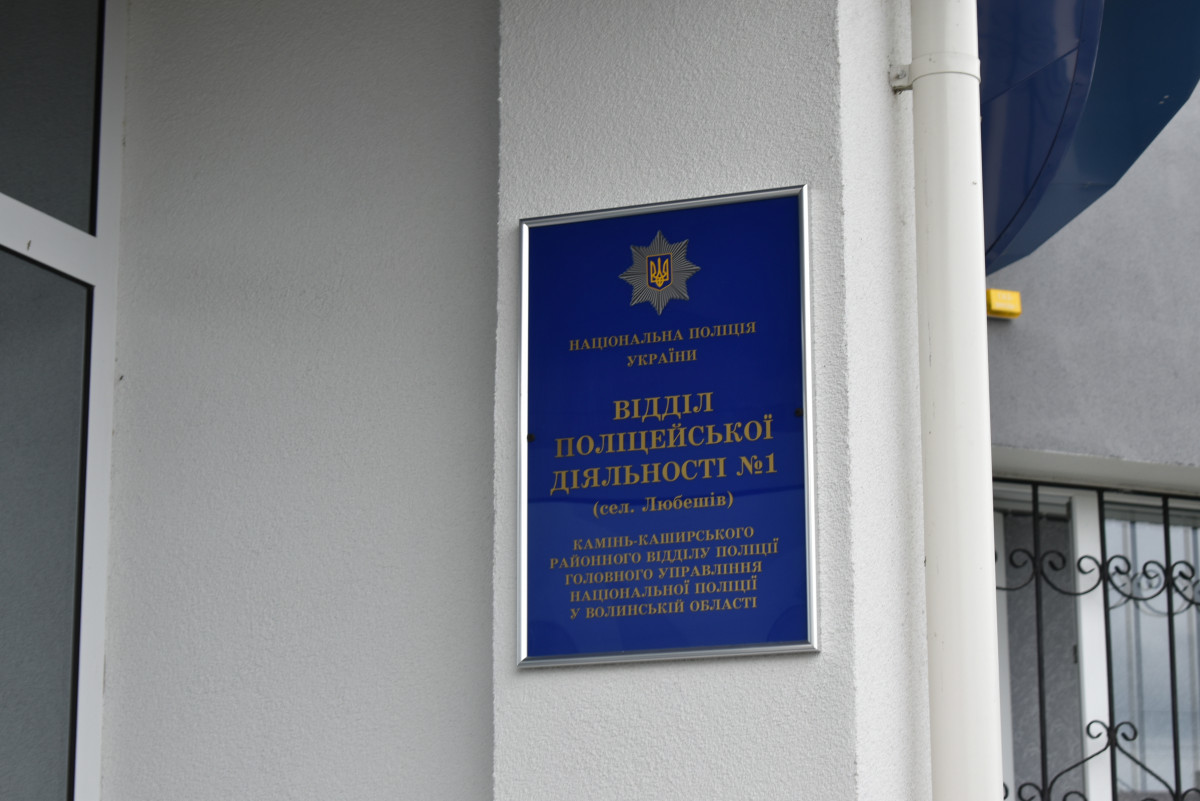 НАЦІОНАЛЬНА ПОЛІЦІЯ
УКРАЇНИ
ВІДДІЛ
ПОЛІЦЕЙСЬКОЇ
ДІЯЛЬНОСТІ №1
(сел. Любешів)
КАМІНЬ-КАШИРСЬКОГО
РАЙОННОГО ВІДДІЛУ ПОЛІЦІЇ
ГОЛОВНОГО УПРАВЛІННЯ
НАЦІОНАЛЬНОЇ ПОЛІЦІЇ
У ВОЛИНСЬКІЙ ОБЛАСТІ